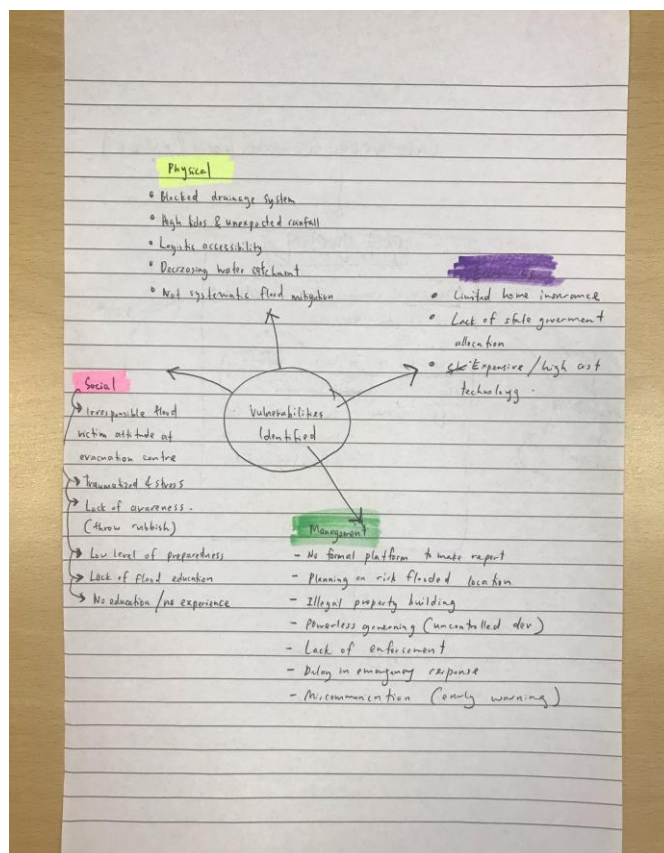 Physical
• Blocked drainage system
• High tides & unexpected rainfall
• Logistic accessibility
• Decreasing water catchment
• Not systematic flood mitigation
• Limited home insurance
• Lack of state goverment
allocation
• Expensive / high cost
technology.
Social
→ Irresponsible flood
victim attitude at
evacuation centre
→ Traumatized & stress
→ Lack of awareness.
(throw rubbish)
→ Low level of preparedness
→ Lack of flood education
→ No education / no experience
Vulnerabilities
Identified
Management
- No formal platform to make report
- Planning on risk flooded location
- Illegal property building
- Powerless governing (uncontrolled dev)
- Lack of enforcement
- Delay in emergency response
- Miscommunication (early warning)